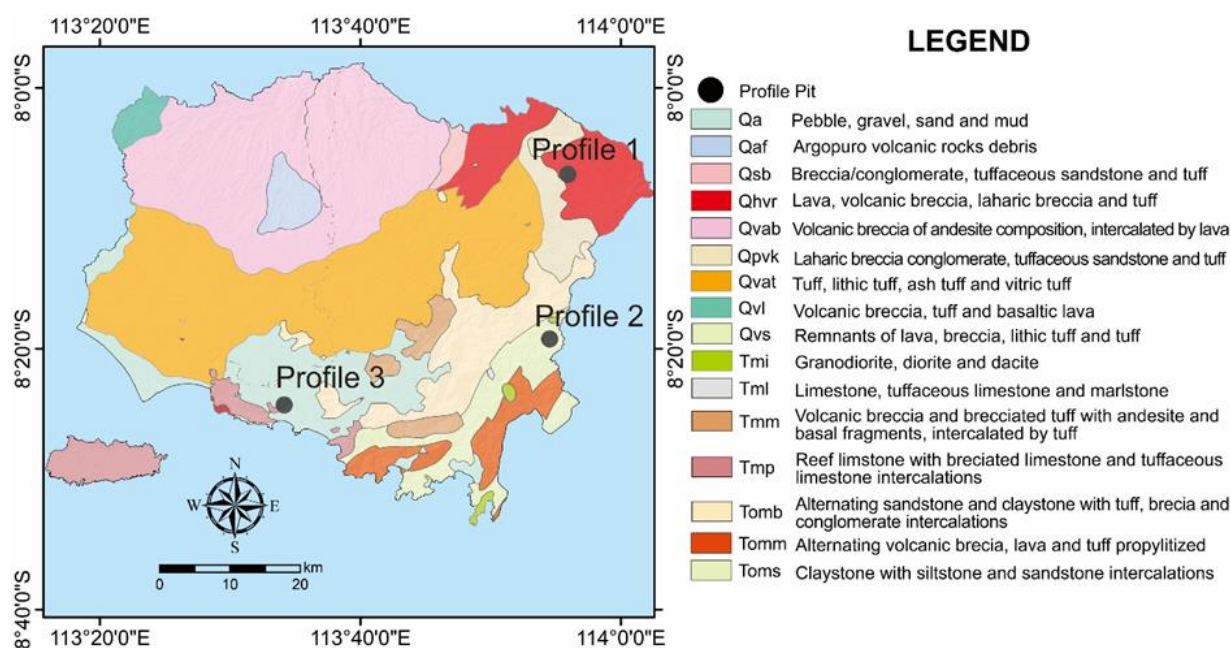 113°20'0"E 113°40'0"E 114°0'0"E
8°0'0"S
8°20'0"S
8°40'0"S
8°0'0"S
8°20'0"S
8°40'0"S
Profile 1
Profile 2
Profile 3
N
W E
S
km
0 10 20
113°20'0"E 113°40'0"E 114°0'0"E
LEGEND
Profile Pit
Qa Pebble, gravel, sand and mud
Qaf Argopuro volcanic rocks debris
Qsb Breccia/conglomerate, tuffaceous sandstone and tuff
Qhvr Lava, volcanic breccia, laharic breccia and tuff
Qvab Volcanic breccia of andesite composition, intercalated by lava
Qpvk Laharic breccia conglomerate, tuffaceous sandstone and tuff
Qvat Tuff, lithic tuff, ash tuff and vitric tuff
Qvl Volcanic breccia, tuff and basaltic lava
Qvs Remnants of lava, breccia, lithic tuff and tuff
Tmi Granodiorite, diorite and dacite
Tml Limestone, tuffaceous limestone and marlstone
Tmm Volcanic breccia and brecciated tuff with andesite and
basal fragments, intercalated by tuff
Tmp Reef limstone with breciated limestone and tuffaceous
limestone intercalations
Tomb Alternating sandstone and claystone with tuff, brecia and
conglomerate intercalations
Tomm Alternating volcanic brecia, lava and tuff propylitized
Toms Claystone with siltstone and sandstone intercalations